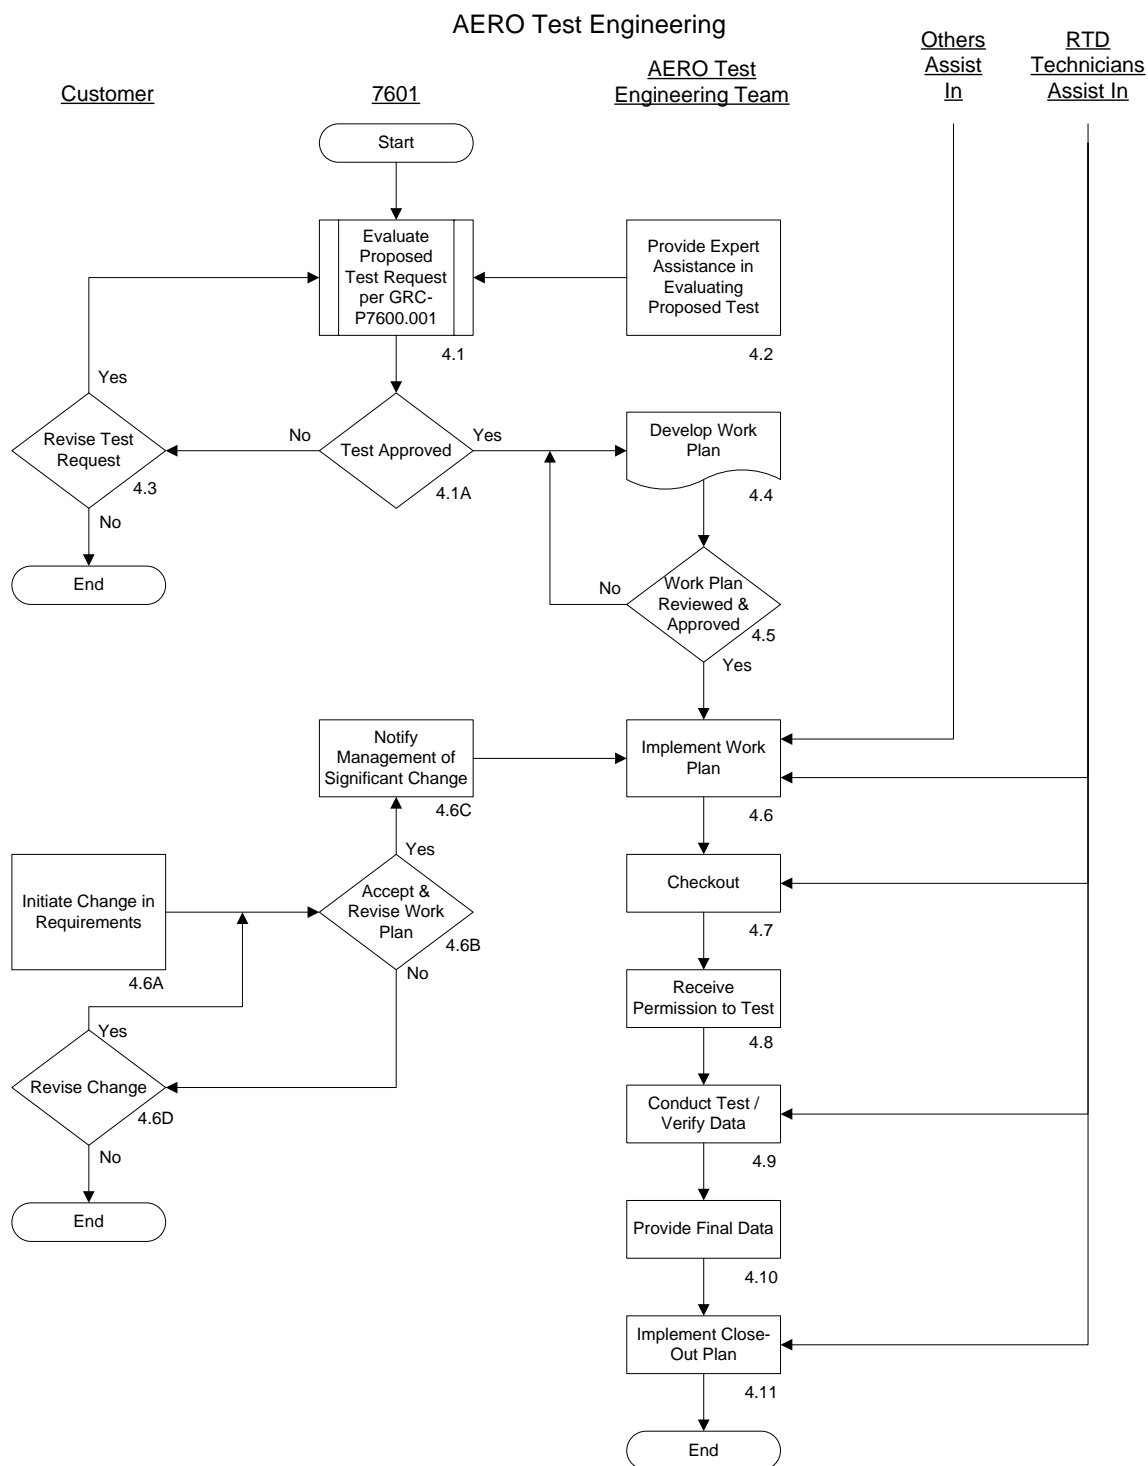 AERO Test Engineering
Customer
7601
AERO Test
Engineering Team
Others
Assist
In
RTD
Technicians
Assist In
Start
Evaluate
Proposed
Test Request
per GRC-
P7600.001
4.1
Provide Expert
Assistance in
Evaluating
Proposed Test
4.2
Yes
Revise Test
Request
4.3
No
End
No
Test Approved
4.1A
Yes
Develop Work
Plan
4.4
No
Work Plan
Reviewed &
Approved
4.5
Yes
Notify
Management of
Significant Change
4.6C
Implement Work
Plan
4.6
Yes
Initiate Change in
Requirements
4.6A
Accept &
Revise Work
Plan
4.6B
No
Checkout
4.7
Receive
Permission to Test
4.8
Yes
Revise Change
4.6D
No
End
Conduct Test /
Verify Data
4.9
Provide Final Data
4.10
Implement Close-
Out Plan
4.11
End